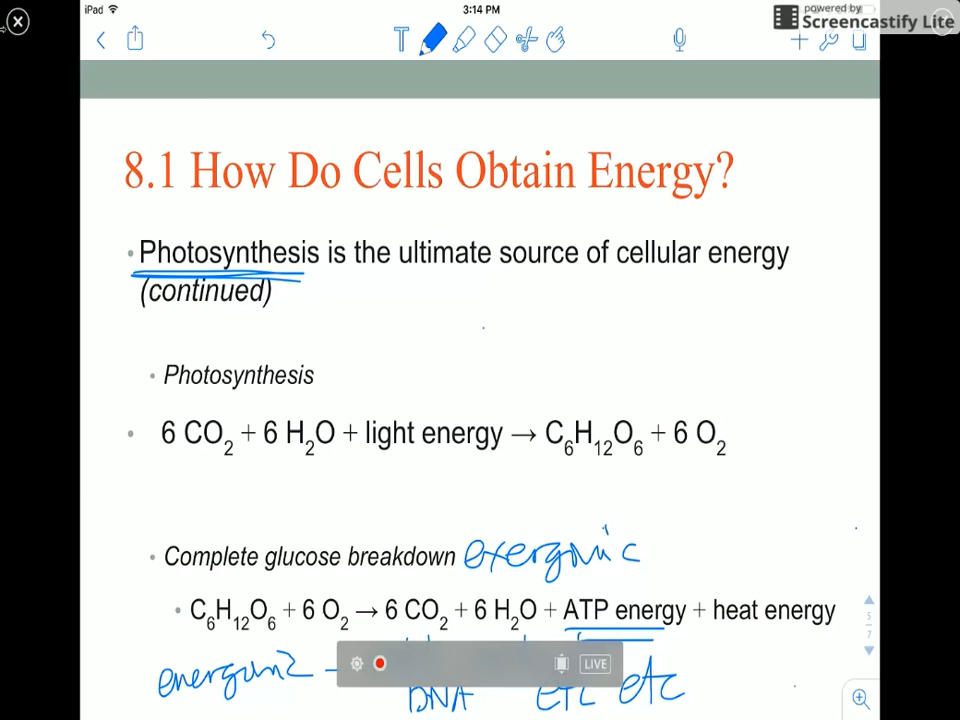 iPad
3:14 PM
powered by
Screencastify Lite
T
8.1 How Do Cells Obtain Energy?
• Photosynthesis is the ultimate source of cellular energy
(continued)
• Photosynthesis
• 6 CO2 + 6 H2O + light energy → C6H12O6 + 6 O2
• Complete glucose breakdown exergonic
• C6H12O6 + 6 O2 → 6 CO2 + 6 H2O + ATP energy + heat energy
5
7
LIVE
DNA etc etc